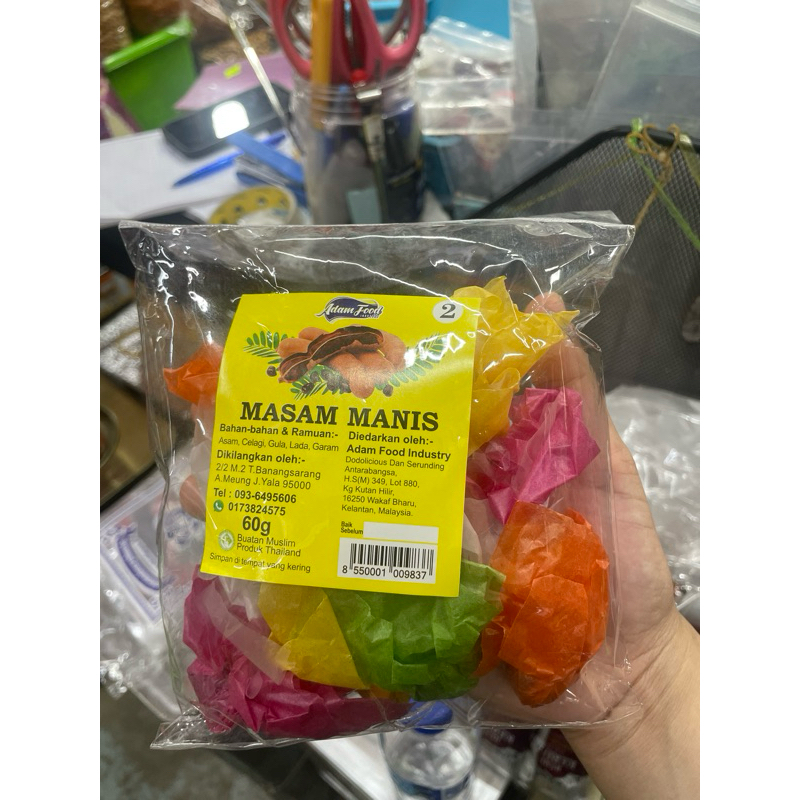 Adam Food
2
MASAM MANIS
Bahan-bahan & Ramuan:-
Asam, Celagi, Gula, Lada, Garam
Dikilangkan oleh:-
2/2 M.2 T.Banangsarang
A.Meung J.Yala 95000
Tel : 093-6495606
0173824575
60g
Buatan Muslim
Produk Thailand
Simpan di tempat yang kering
Diedarkan oleh:-
Adam Food Industry
Dodolicious Dan Serunding
Antarabangsa,
H.S(M) 349, Lot 880,
Kg Kutan Hilir,
16250 Wakaf Bharu,
Kelantan, Malaysia.
Baik
Sebelum
8 550001 009837